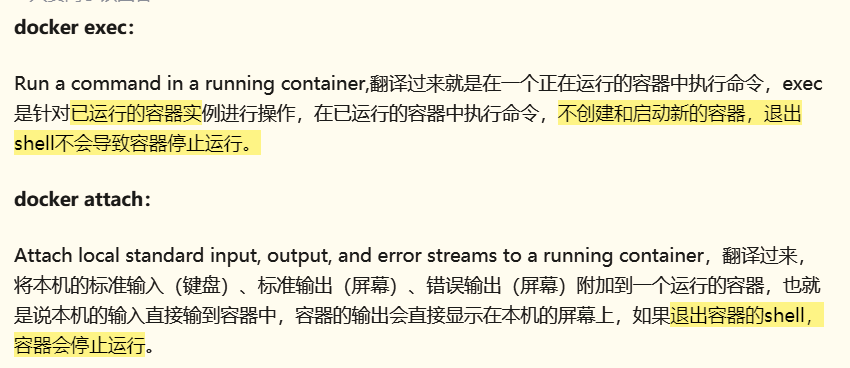 docker exec：
Run a command in a running container,翻译过来就是在一个正在运行的容器中执行命令，exec
是针对已运行的容器实例进行操作，在已运行的容器中执行命令，不创建和启动新的容器，退出
shell不会导致容器停止运行。
docker attach：
Attach local standard input, output, and error streams to a running container，翻译过来，
将本机的标准输入（键盘）、标准输出（屏幕）、错误输出（屏幕）附加到一个运行的容器，也就
是说本机的输入直接输到容器中，容器的输出会直接显示在本机的屏幕上，如果退出容器的shell，
容器会停止运行。